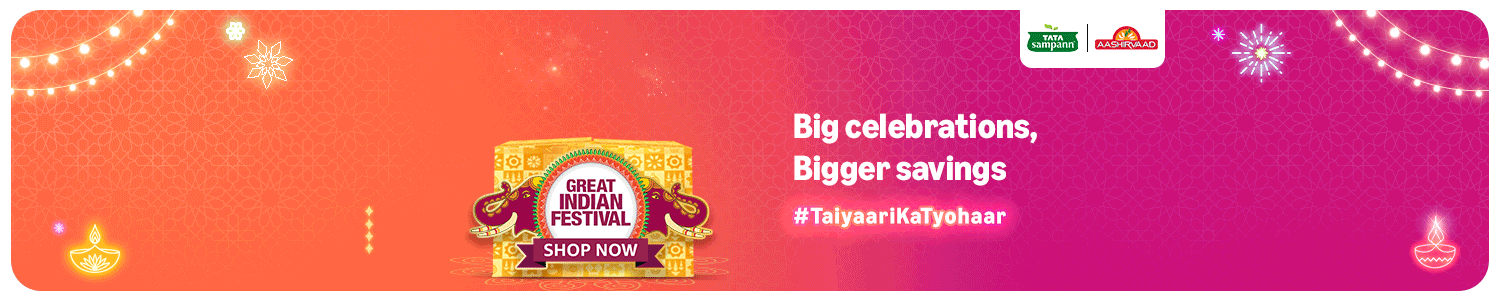 TATA
sampann
AASHIRVAAD
Big celebrations,
Bigger savings
#TaiyaariKaTyohaar
GREAT
INDIAN
FESTIVAL
SHOP NOW